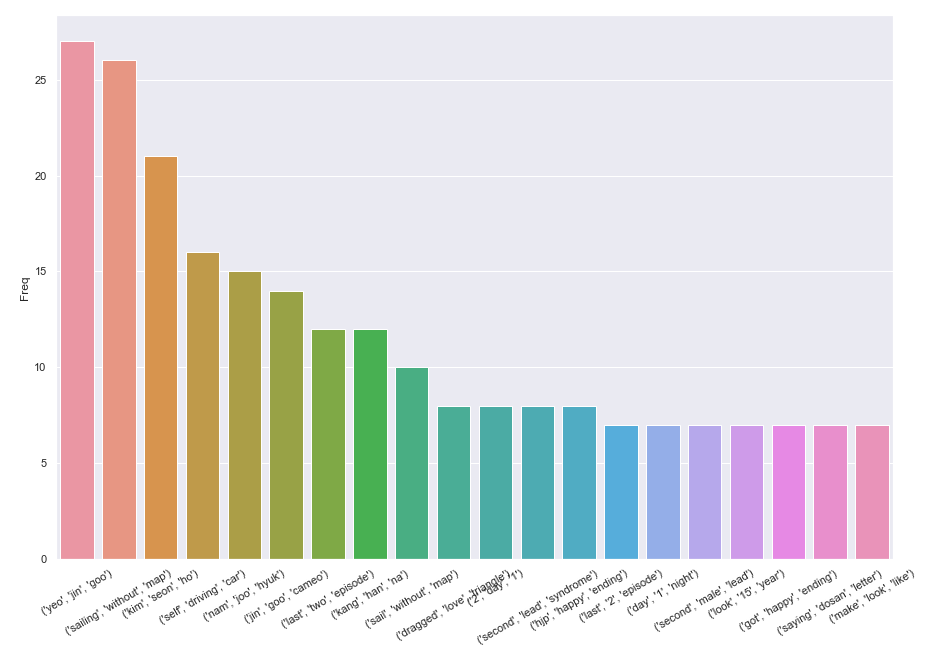 25
20
15
10
5
0
Freq
('yeo', 'jin', 'goo')
('sailing', 'without', 'map')
('kim', 'seon', 'ho')
('self', 'driving', 'car')
('nam', 'joo', 'hyuk')
('jin', 'goo', 'cameo')
('last', 'two', 'episode')
('kang', 'han', 'na')
('sail', 'without', 'map')
('dragged', 'love', 'triangle')
('2', 'day', '1')
('second', 'lead', 'syndrome')
('hjp', 'happy', 'ending')
('last', '2', 'episode')
('day', '1', 'night')
('second', 'male', 'lead')
('look', '15', 'year')
('got', 'happy', 'ending')
('saying', 'dosan', 'letter')
('make', 'look', 'like')